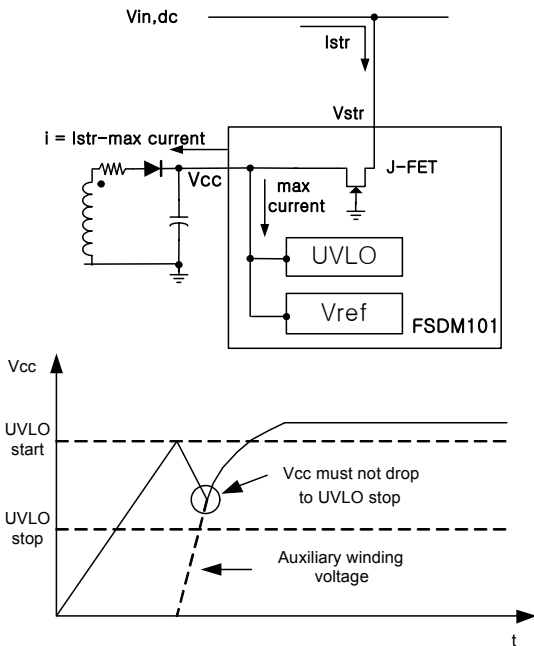 Vin,dc
Istr
Vstr
i = Istr-max current
Vcc
J-FET
max
current
UVLO
Vref
FSDM101
Vcc
UVLO
start
Vcc must not drop
to UVLO stop
UVLO
stop
Auxiliary winding
voltage
t